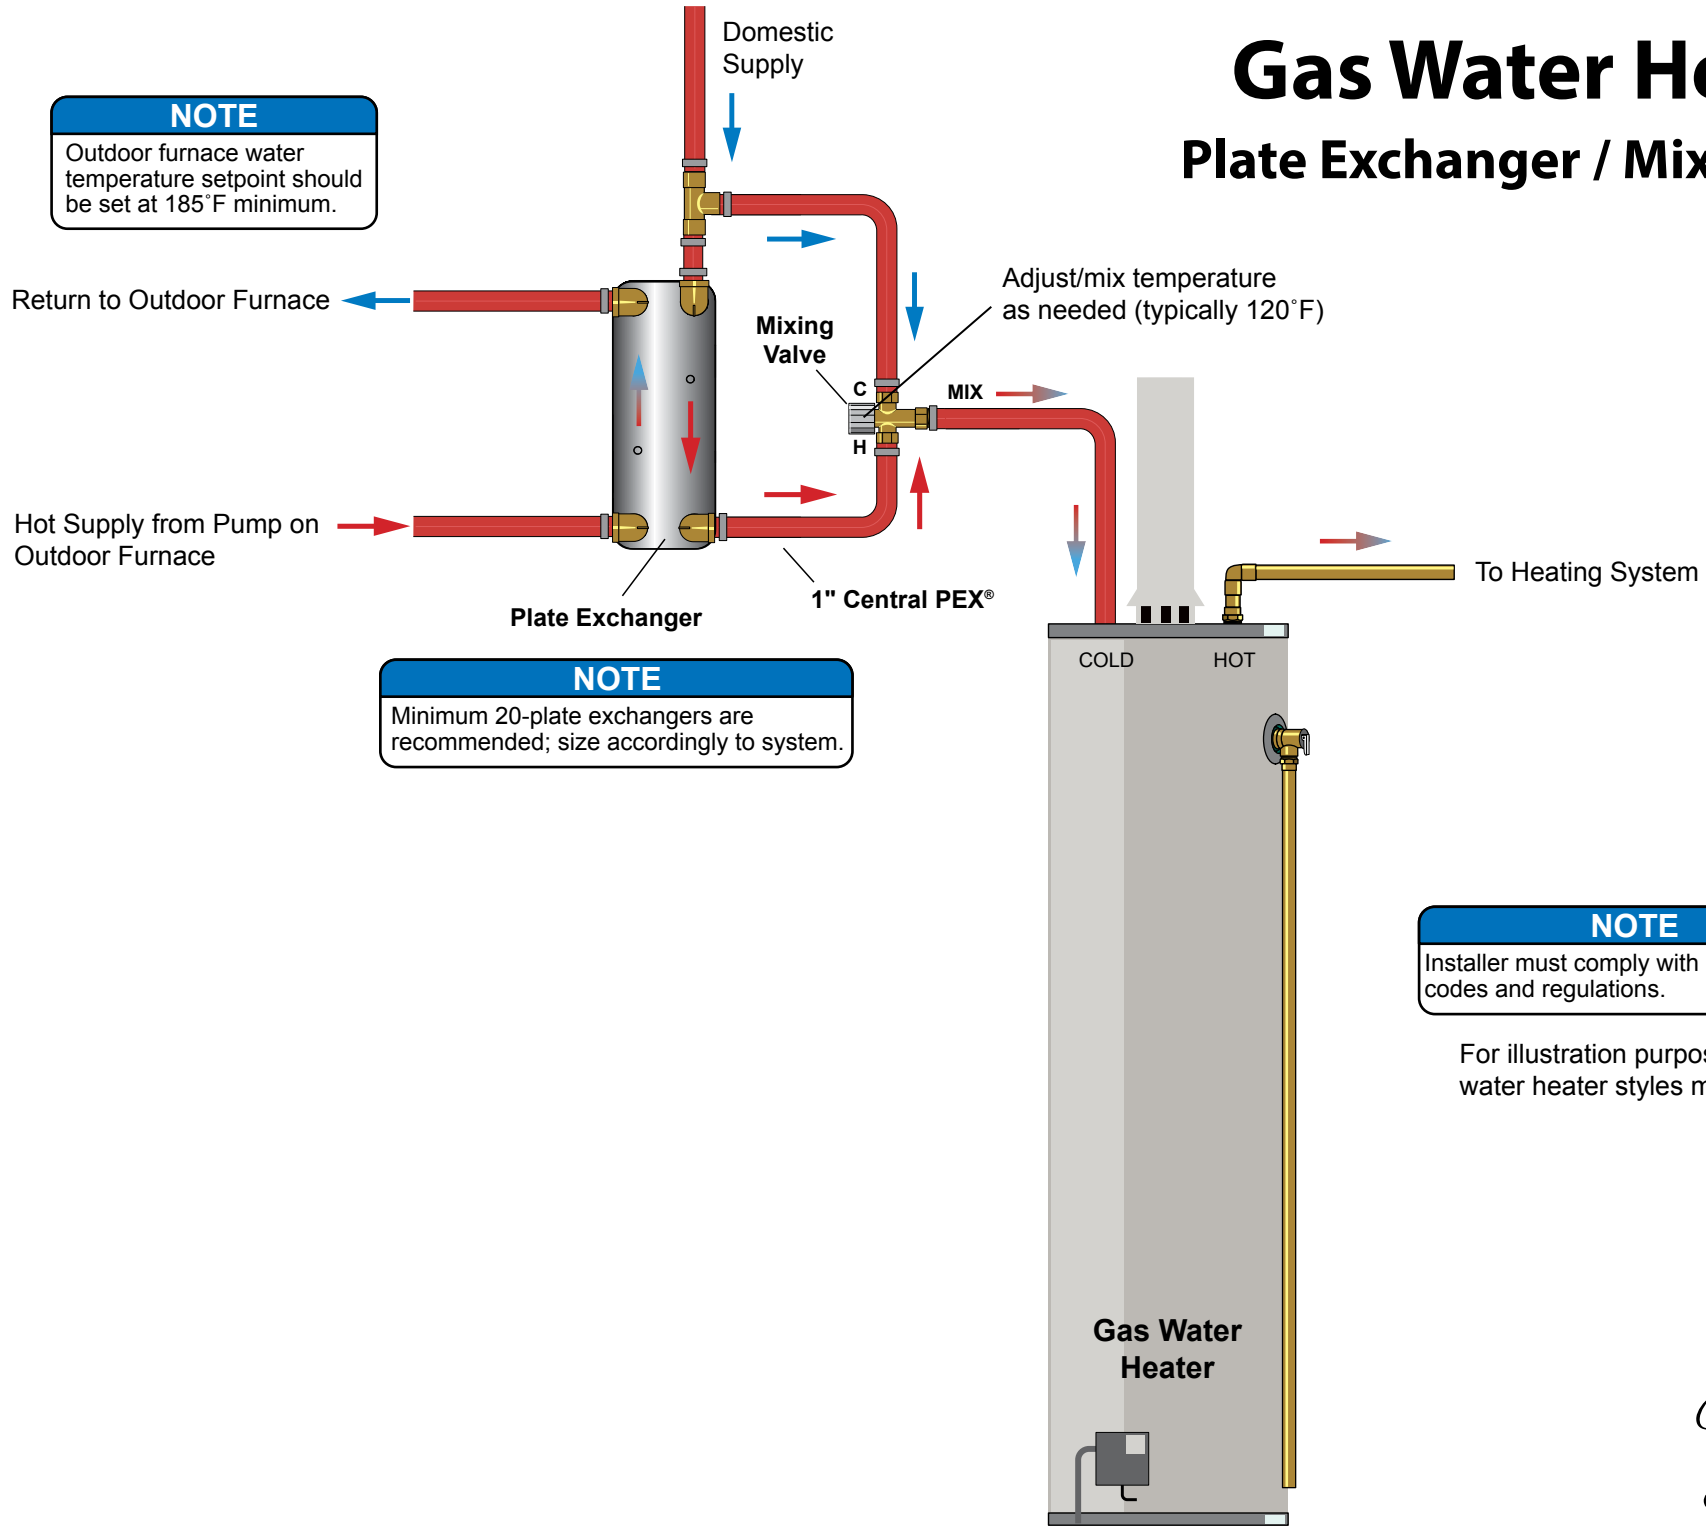 Gas Water
Plate Exchanger /
Domestic
Supply
NOTE
Outdoor furnace water
temperature setpoint should
be set at 185˚F minimum.
Return to Outdoor Furnace
Adjust/mix temperature
as needed (typically 120˚F)
Mixing
Valve
C
MIX
H
Hot Supply from Pump on
Outdoor Furnace
To Heating System
1" Central PEX®
Plate Exchanger
COLD HOT
NOTE
Minimum 20-plate exchangers are
recommended; size accordingly to system.
NOTE
Installer must comply with
codes and regulations.
For illustration
water heater styles
Gas Water
Heater